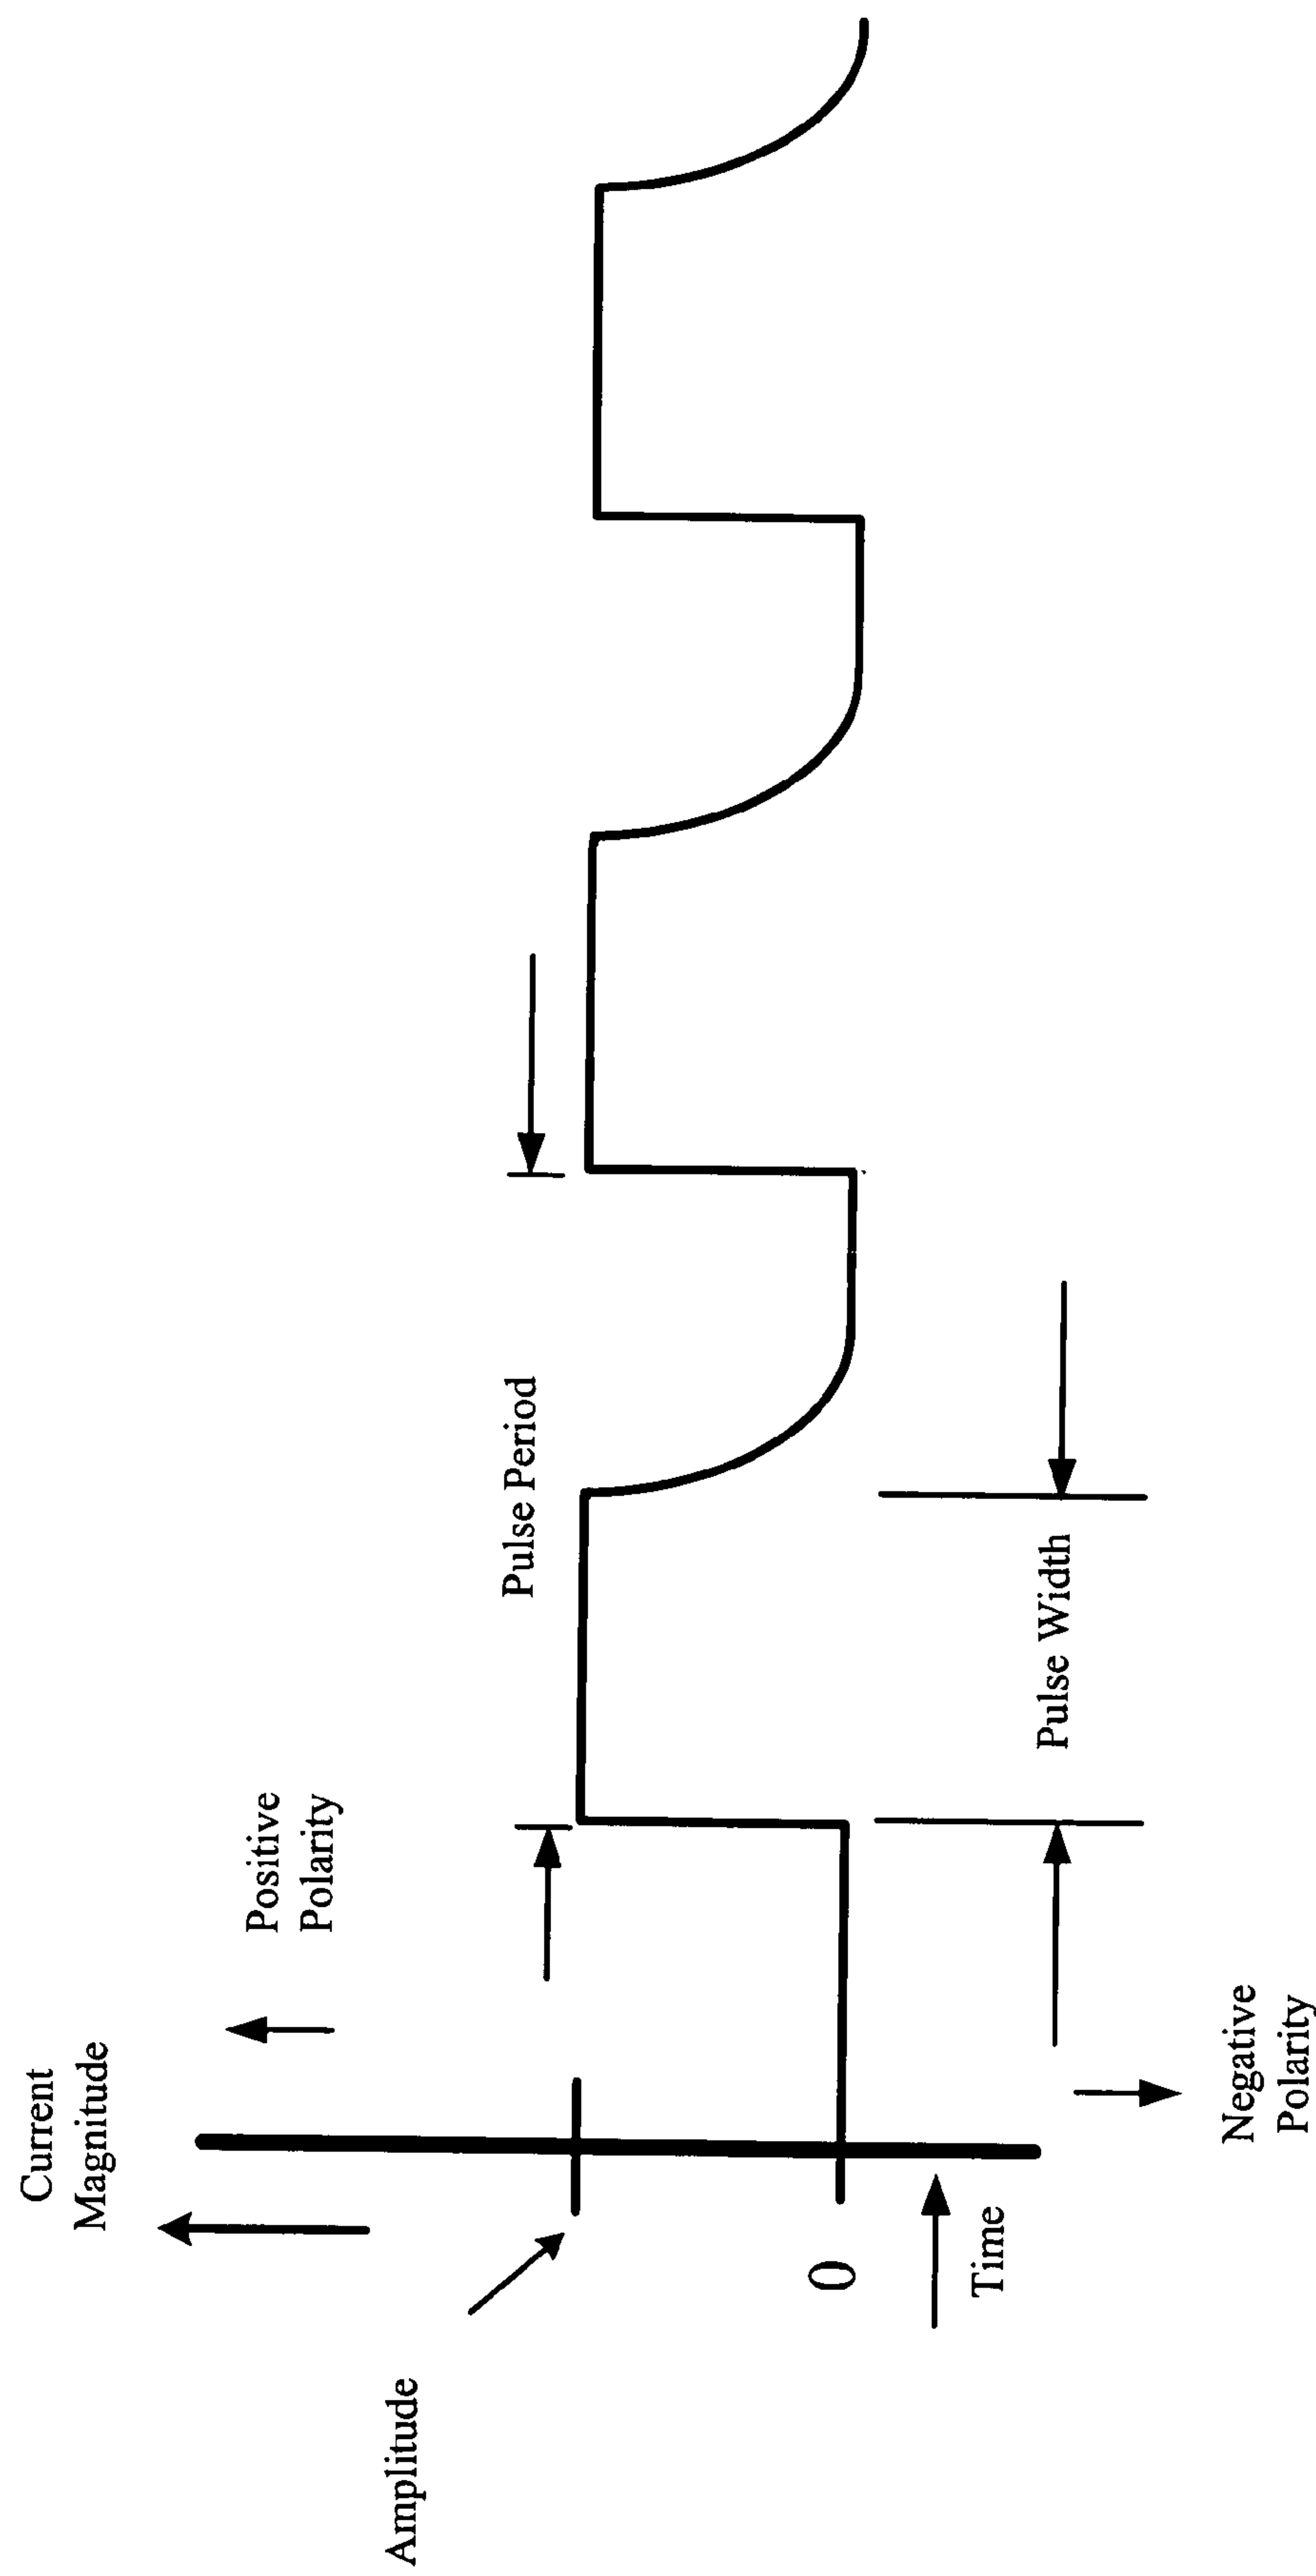 Current
Magnitude
Positive
Polarity
Amplitude
Pulse Period
0
Time
Pulse Width
Negative
Polarity